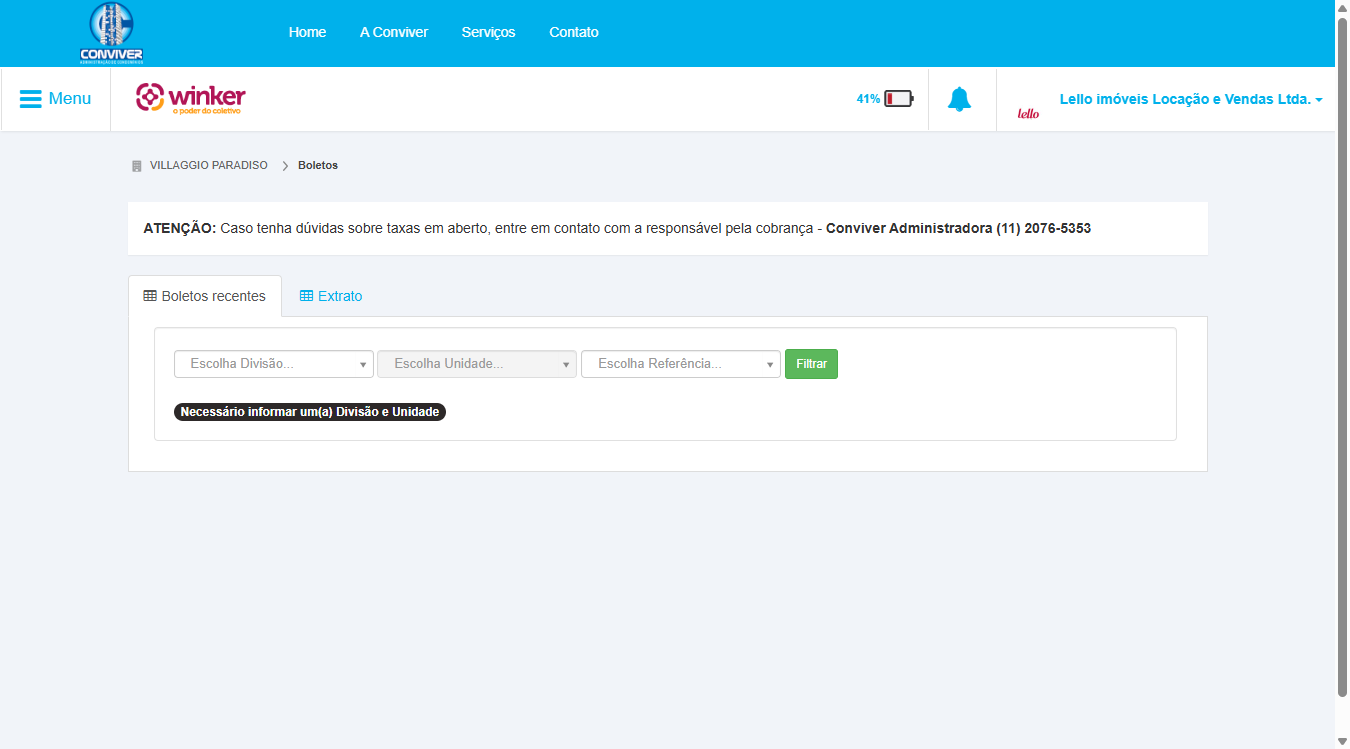 CONVIVER
Home
A Conviver
Serviços
Contato
Menu
winker
o poder do coletivo
41%
lello
Lello imóveis Locação e Vendas Ltda.
VILLAGGIO PARADISO
Boletos
ATENÇÃO: Caso tenha dúvidas sobre taxas em aberto, entre em contato com a responsável pela cobrança - Conviver Administradora (11) 2076-5353
Boletos recentes
Extrato
Escolha Divisão...
Escolha Unidade...
Escolha Referência...
Filtrar
Necessário informar um(a) Divisão e Unidade